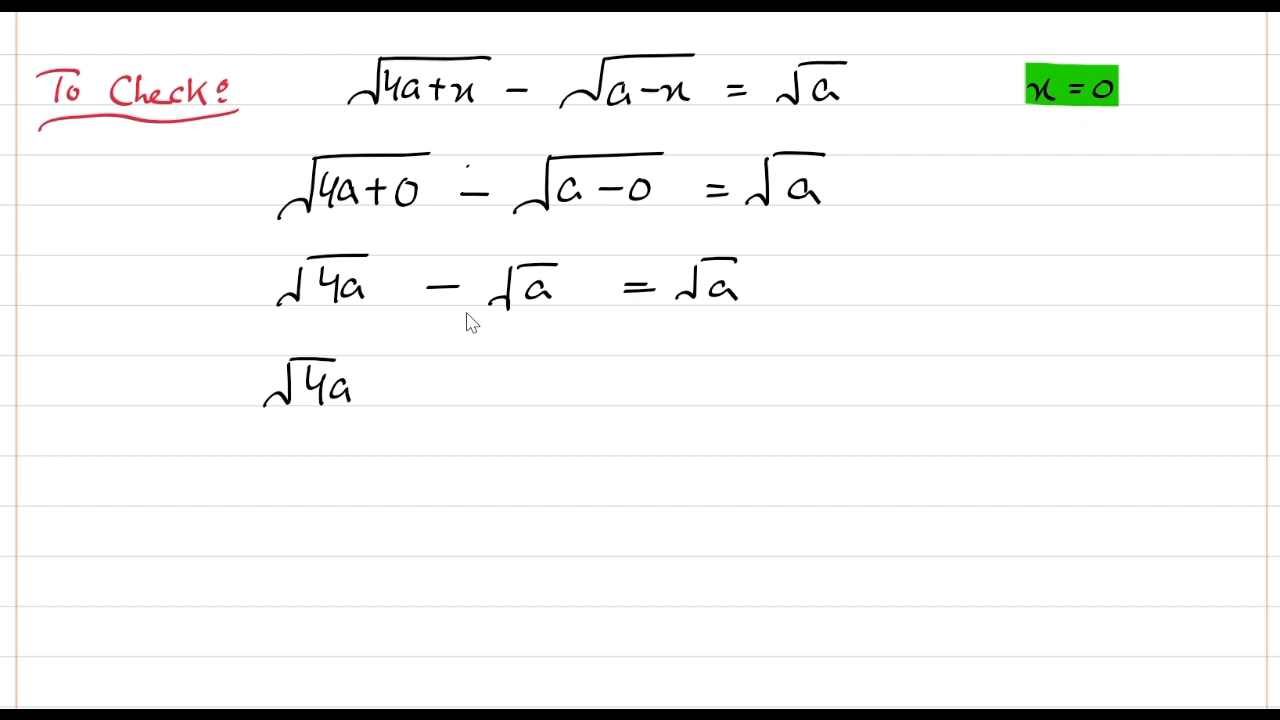 To Check: √(4a+x) - √(a-x) = √a x = 0
√(4a+0) - √(a-0) = √a
√4a - √a = √a
√4a